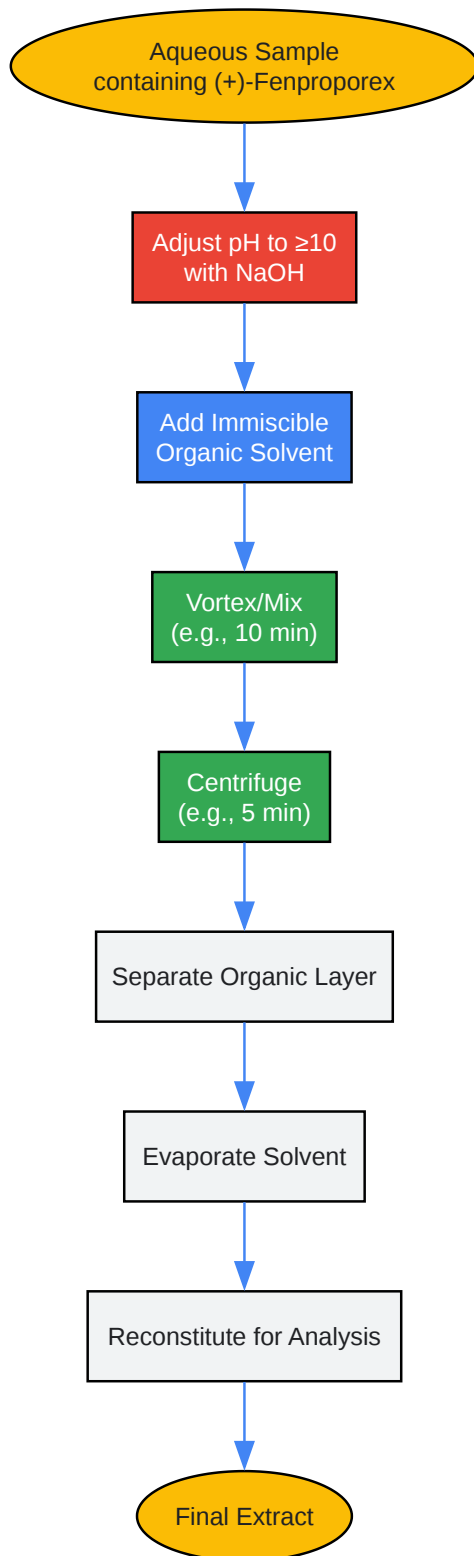 Aqueous Sample
containing (+)-Fenproporex
Adjust pH to ≥10
with NaOH
Add Immiscible
Organic Solvent
Vortex/Mix
(e.g., 10 min)
Centrifuge
(e.g., 5 min)
Separate Organic Layer
Evaporate Solvent
Reconstitute for Analysis
Final Extract